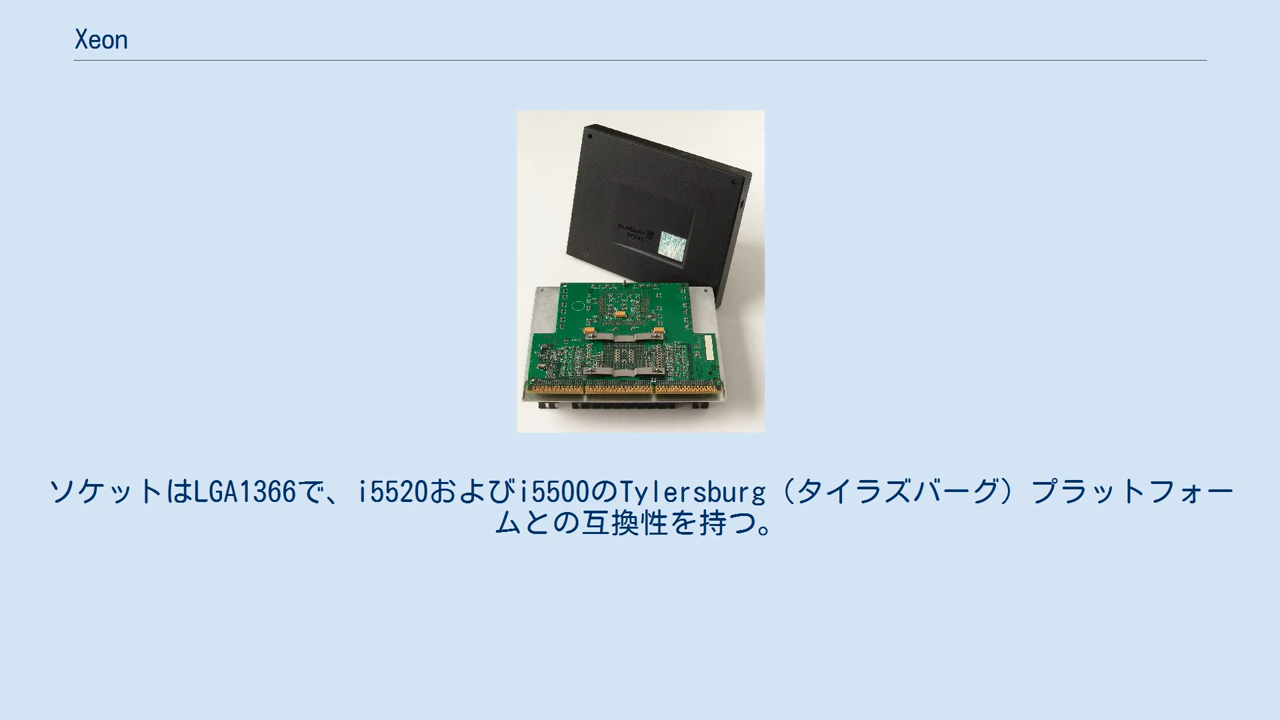 Xeon
ソケットはLGA1366で、i5520およびi5500のTylersburg（タイラズバーグ）プラットフォー
ムとの互換性を持つ。